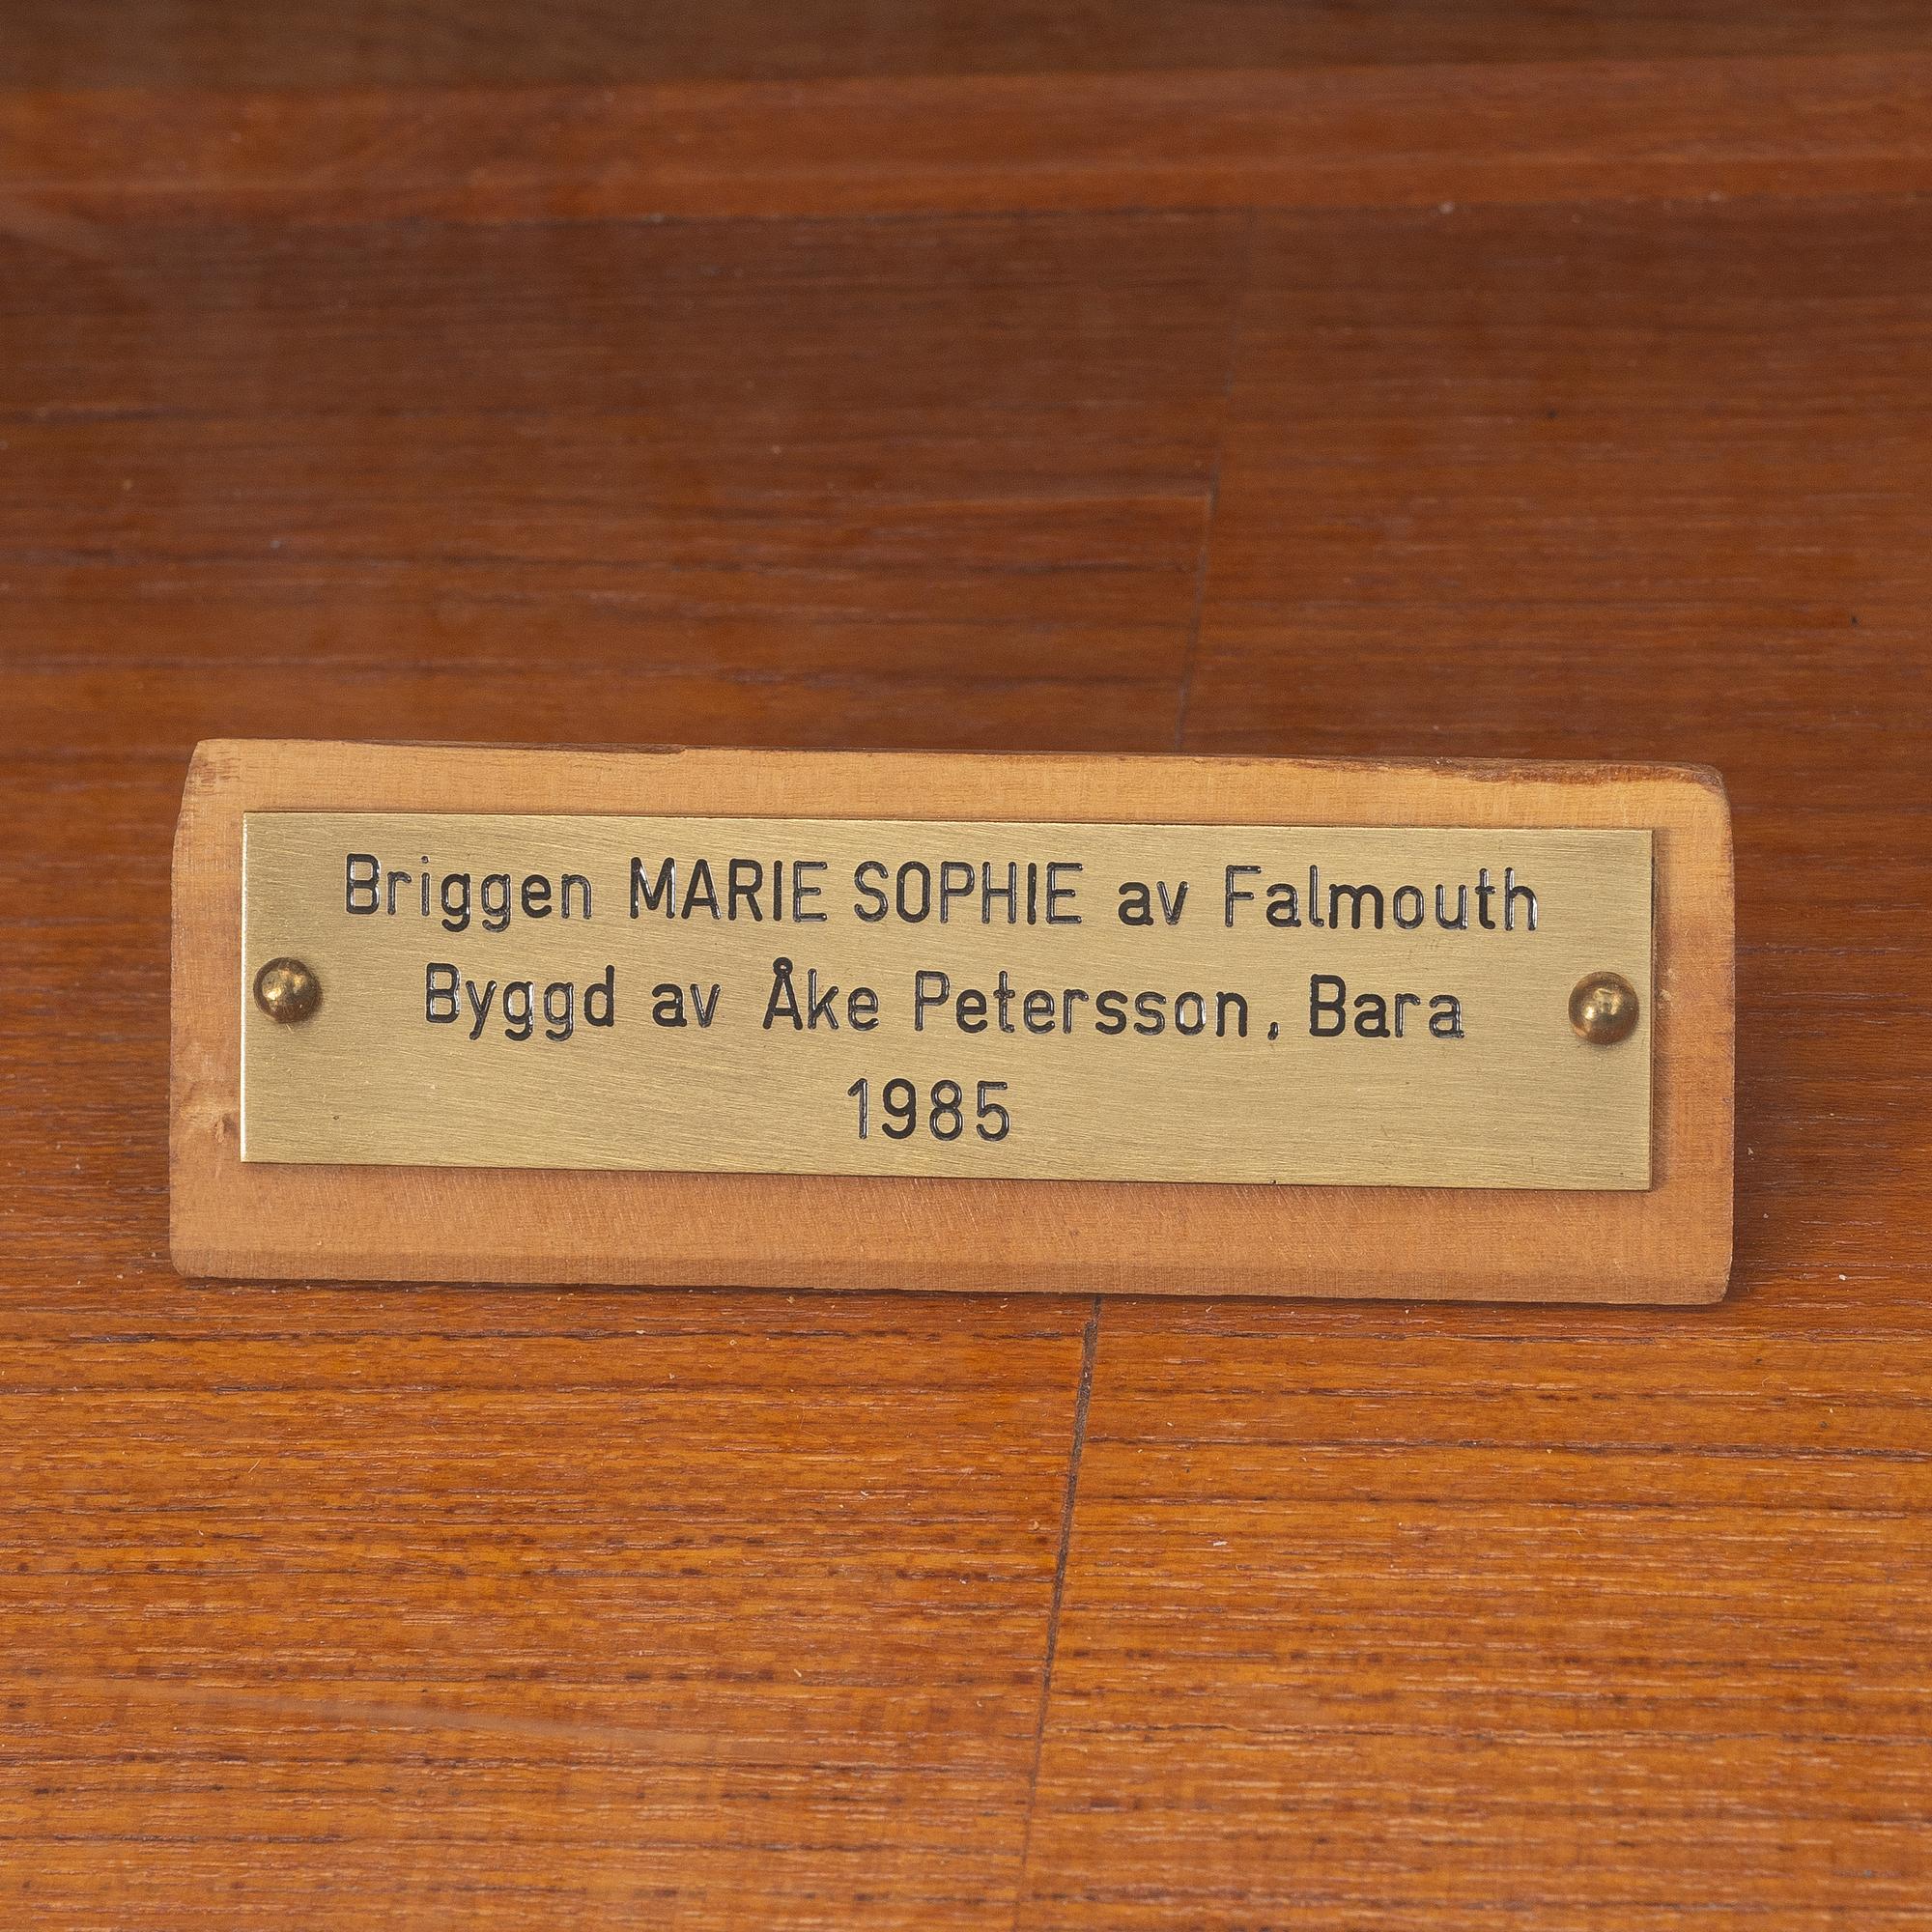 Briggen MARIE SOPHIE av Falmouth
Byggd av Åke Petersson, Bara
1985